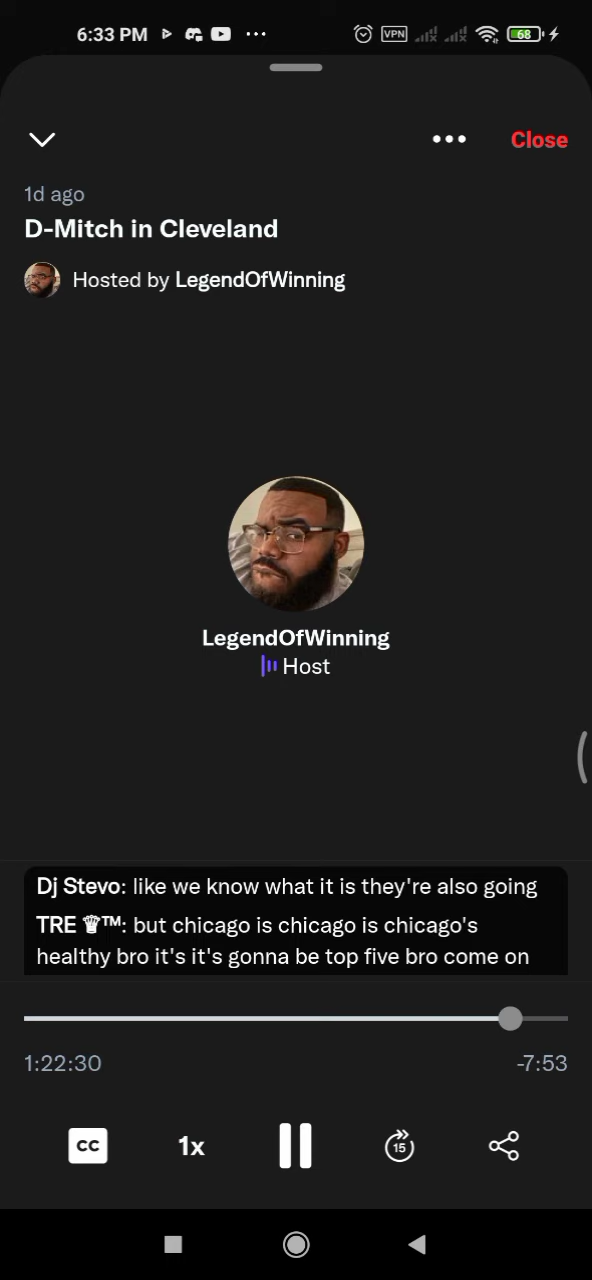 6:33 PM VPN 68
Close
1d ago
D-Mitch in Cleveland
Hosted by LegendOfWinning
LegendOfWinning
Host
Dj Stevo: like we know what it is they're also going
TRE ♛™: but chicago is chicago is chicago's
healthy bro it's it's gonna be top five bro come on
1:22:30 -7:53
CC 1x 15